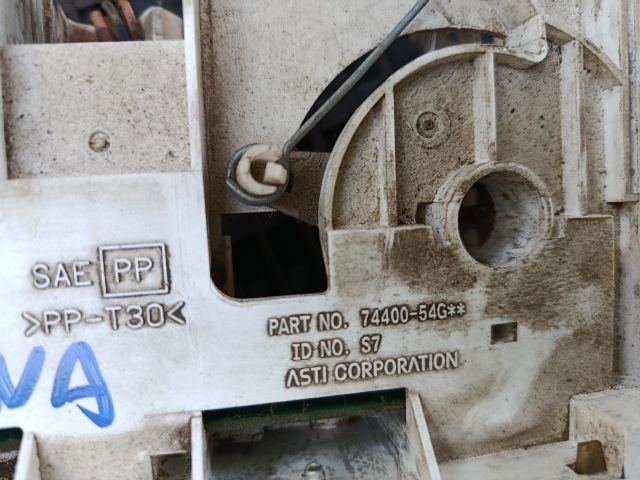 SAE PP
>PP-T30<
PART NO. 74400-54G**
ID NO. S7
ASTI CORPORATION